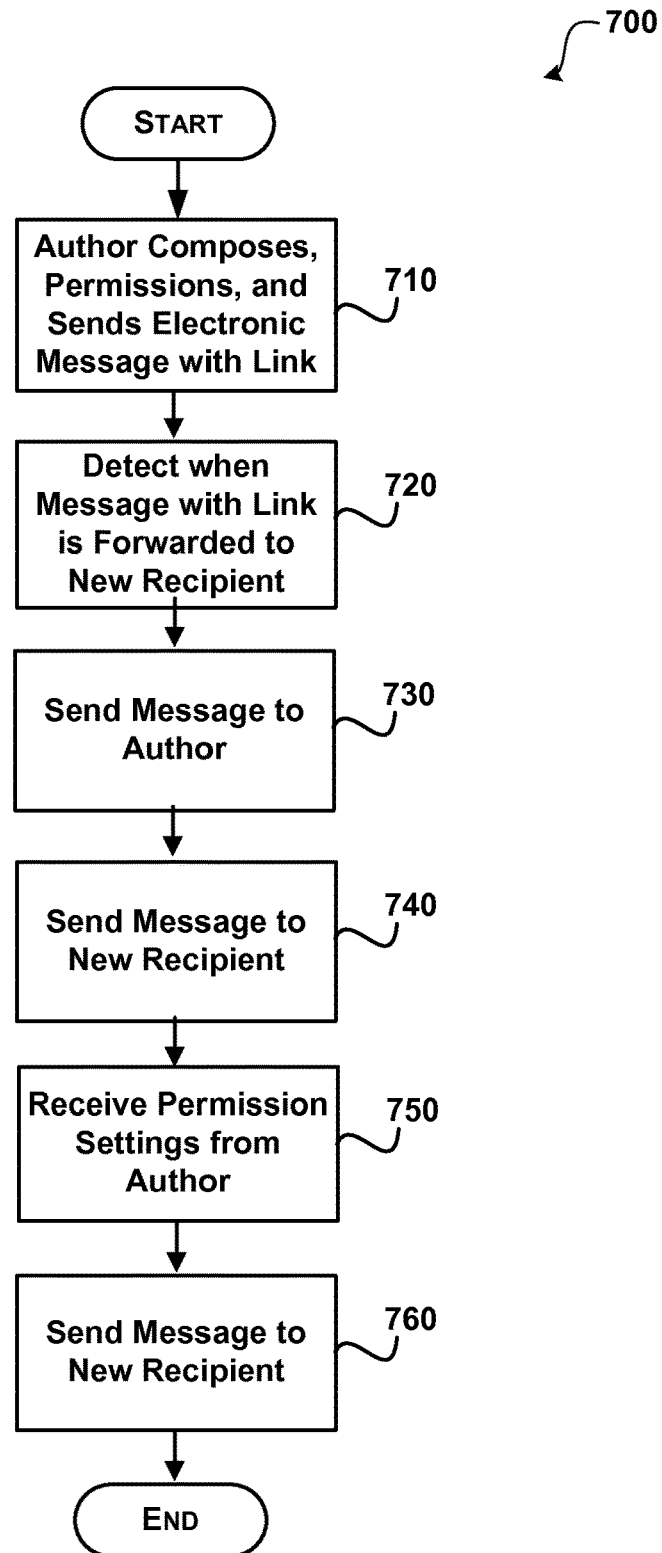 700
START
Author Composes,
Permissions, and
Sends Electronic
Message with Link
710
Detect when
Message with Link
is Forwarded to
New Recipient
720
Send Message to
Author
730
Send Message to
New Recipient
740
Receive Permission
Settings from
Author
750
Send Message to
New Recipient
760
END